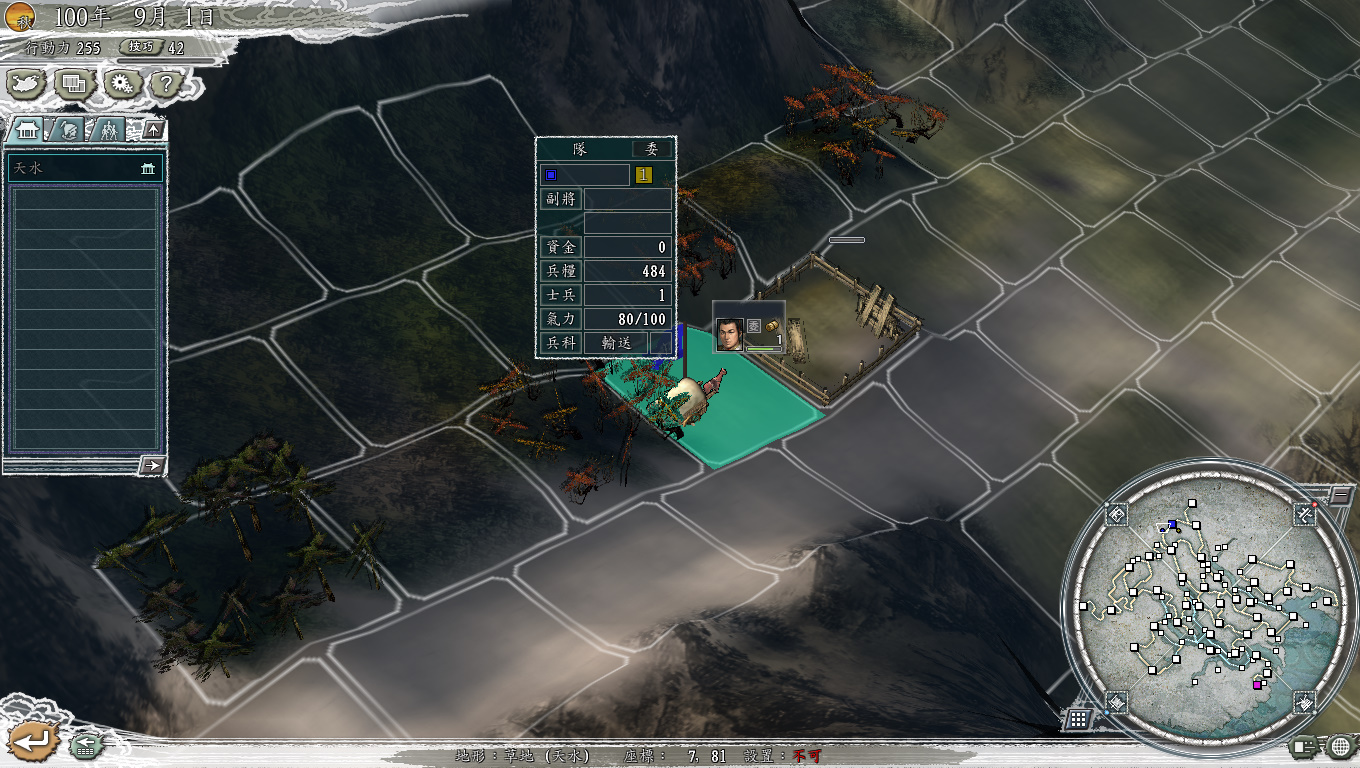 秋 100年 9月 1日
行動力 255 技巧 42
?
天水
隊 委
1
副將
資金 0
兵糧 484
士兵 1
氣力 80/100
兵科 輸送
委
1
地形：草地 (天水) 座標： 7, 81 設置：不可